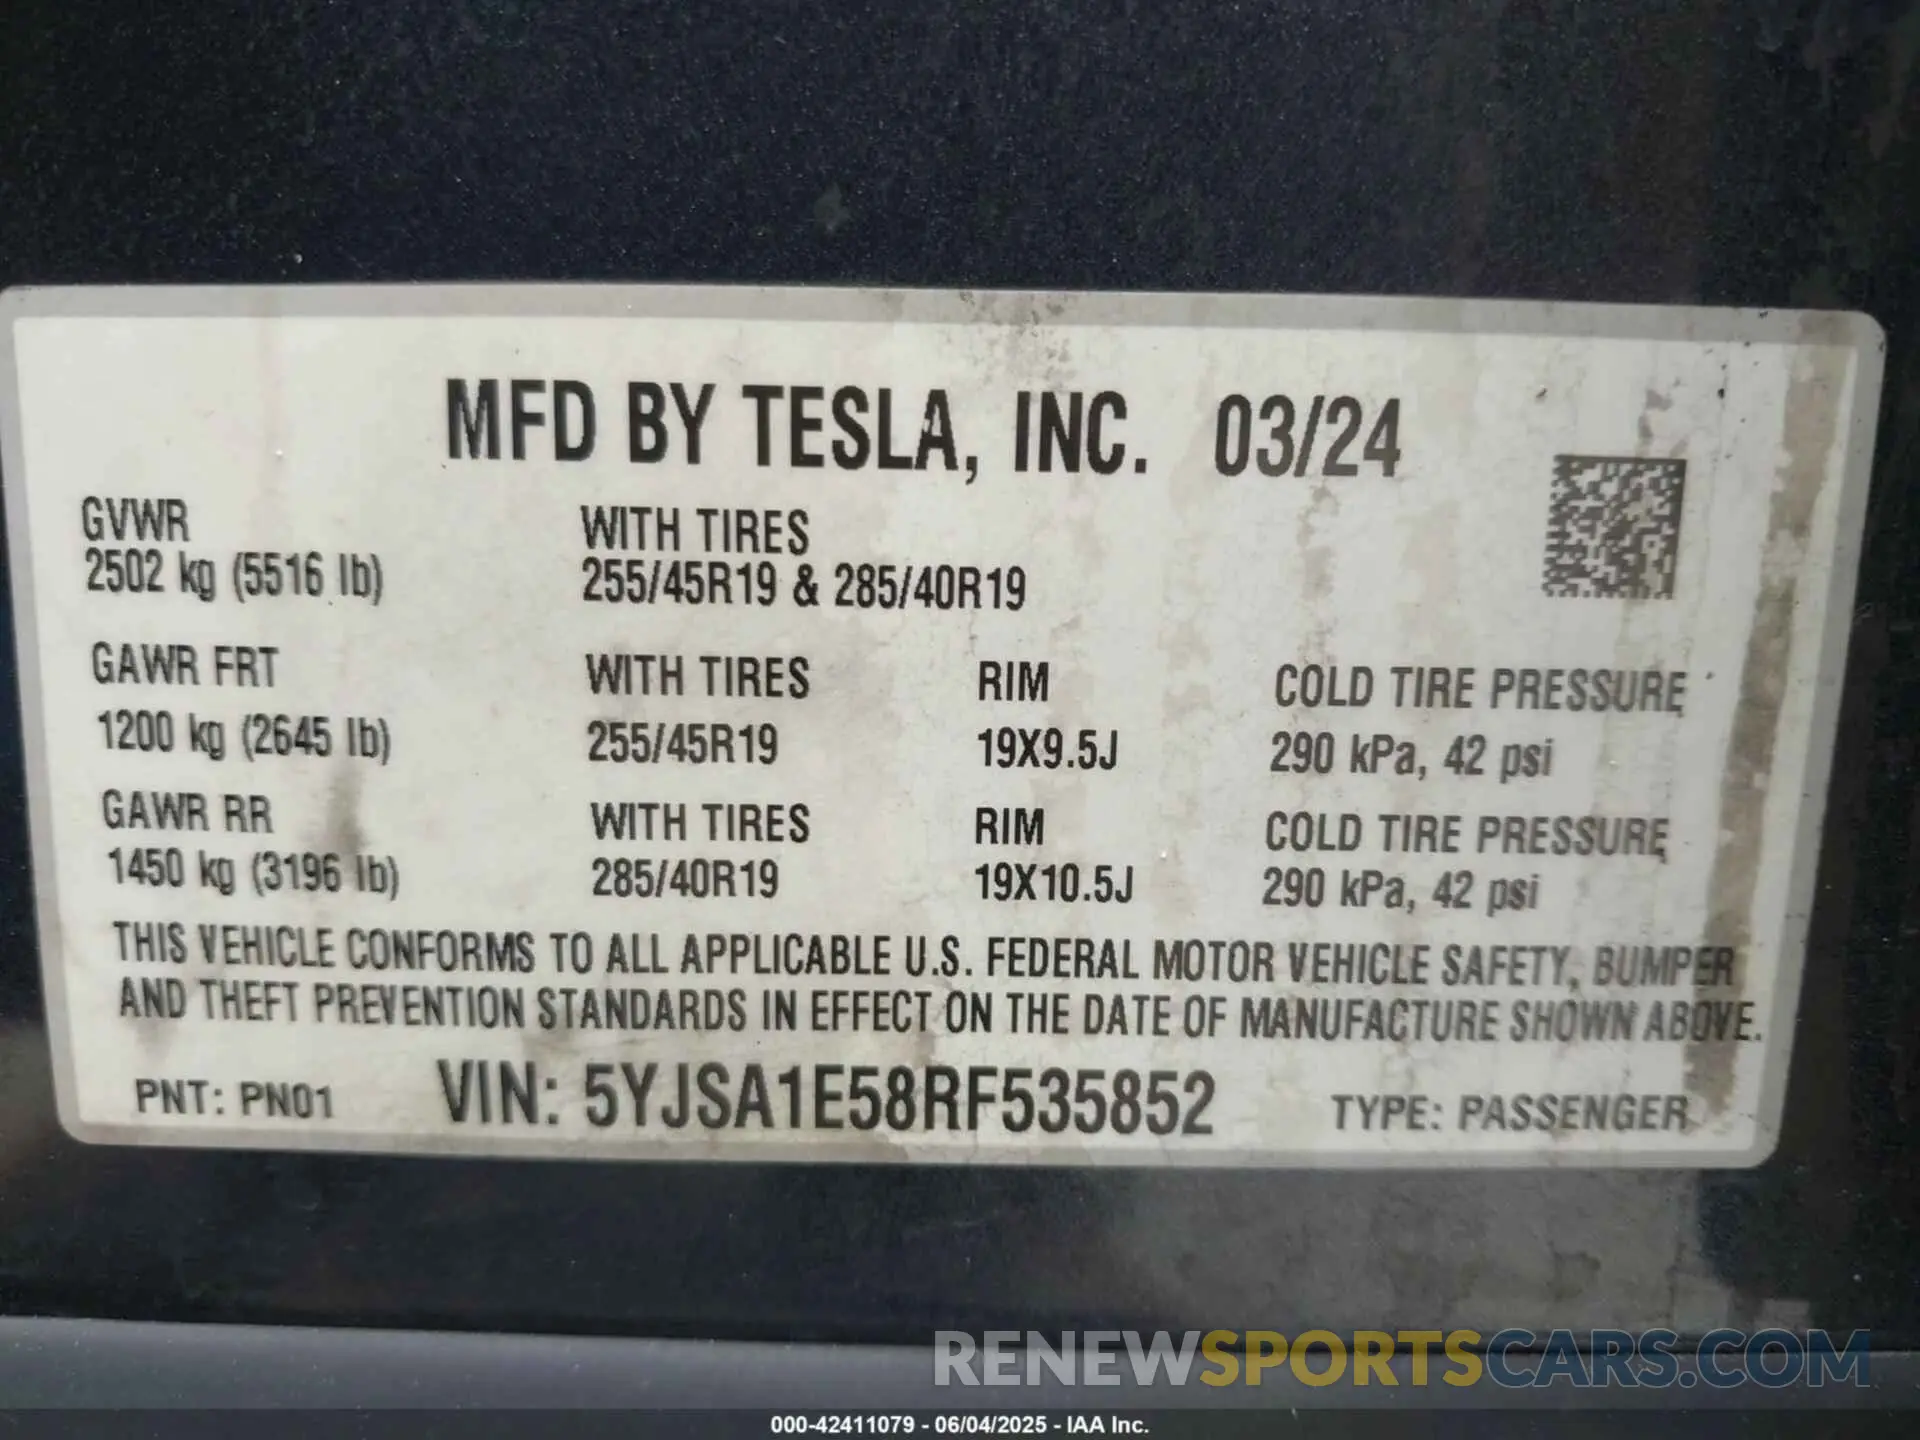 MFD BY TESLA, INC. 03/24
GVWR WITH TIRES
2502 kg (5516 lb) 255/45R19 & 285/40R19
GAWR FRT WITH TIRES RIM COLD TIRE PRESSURE
1200 kg (2645 lb) 255/45R19 19X9.5J 290 kPa, 42 psi
GAWR RR WITH TIRES RIM COLD TIRE PRESSURE
1450 kg (3196 lb) 285/40R19 19X10.5J 290 kPa, 42 psi
THIS VEHICLE CONFORMS TO ALL APPLICABLE U.S. FEDERAL MOTOR VEHICLE SAFETY, BUMPER
AND THEFT PREVENTION STANDARDS IN EFFECT ON THE DATE OF MANUFACTURE SHOWN ABOVE.
PNT: PN01 VIN: 5YJSA1E58RF535852 TYPE: PASSENGER
RENEWSPORTSCARS.COM
000-42411079 - 06/04/2025 - IAA Inc.